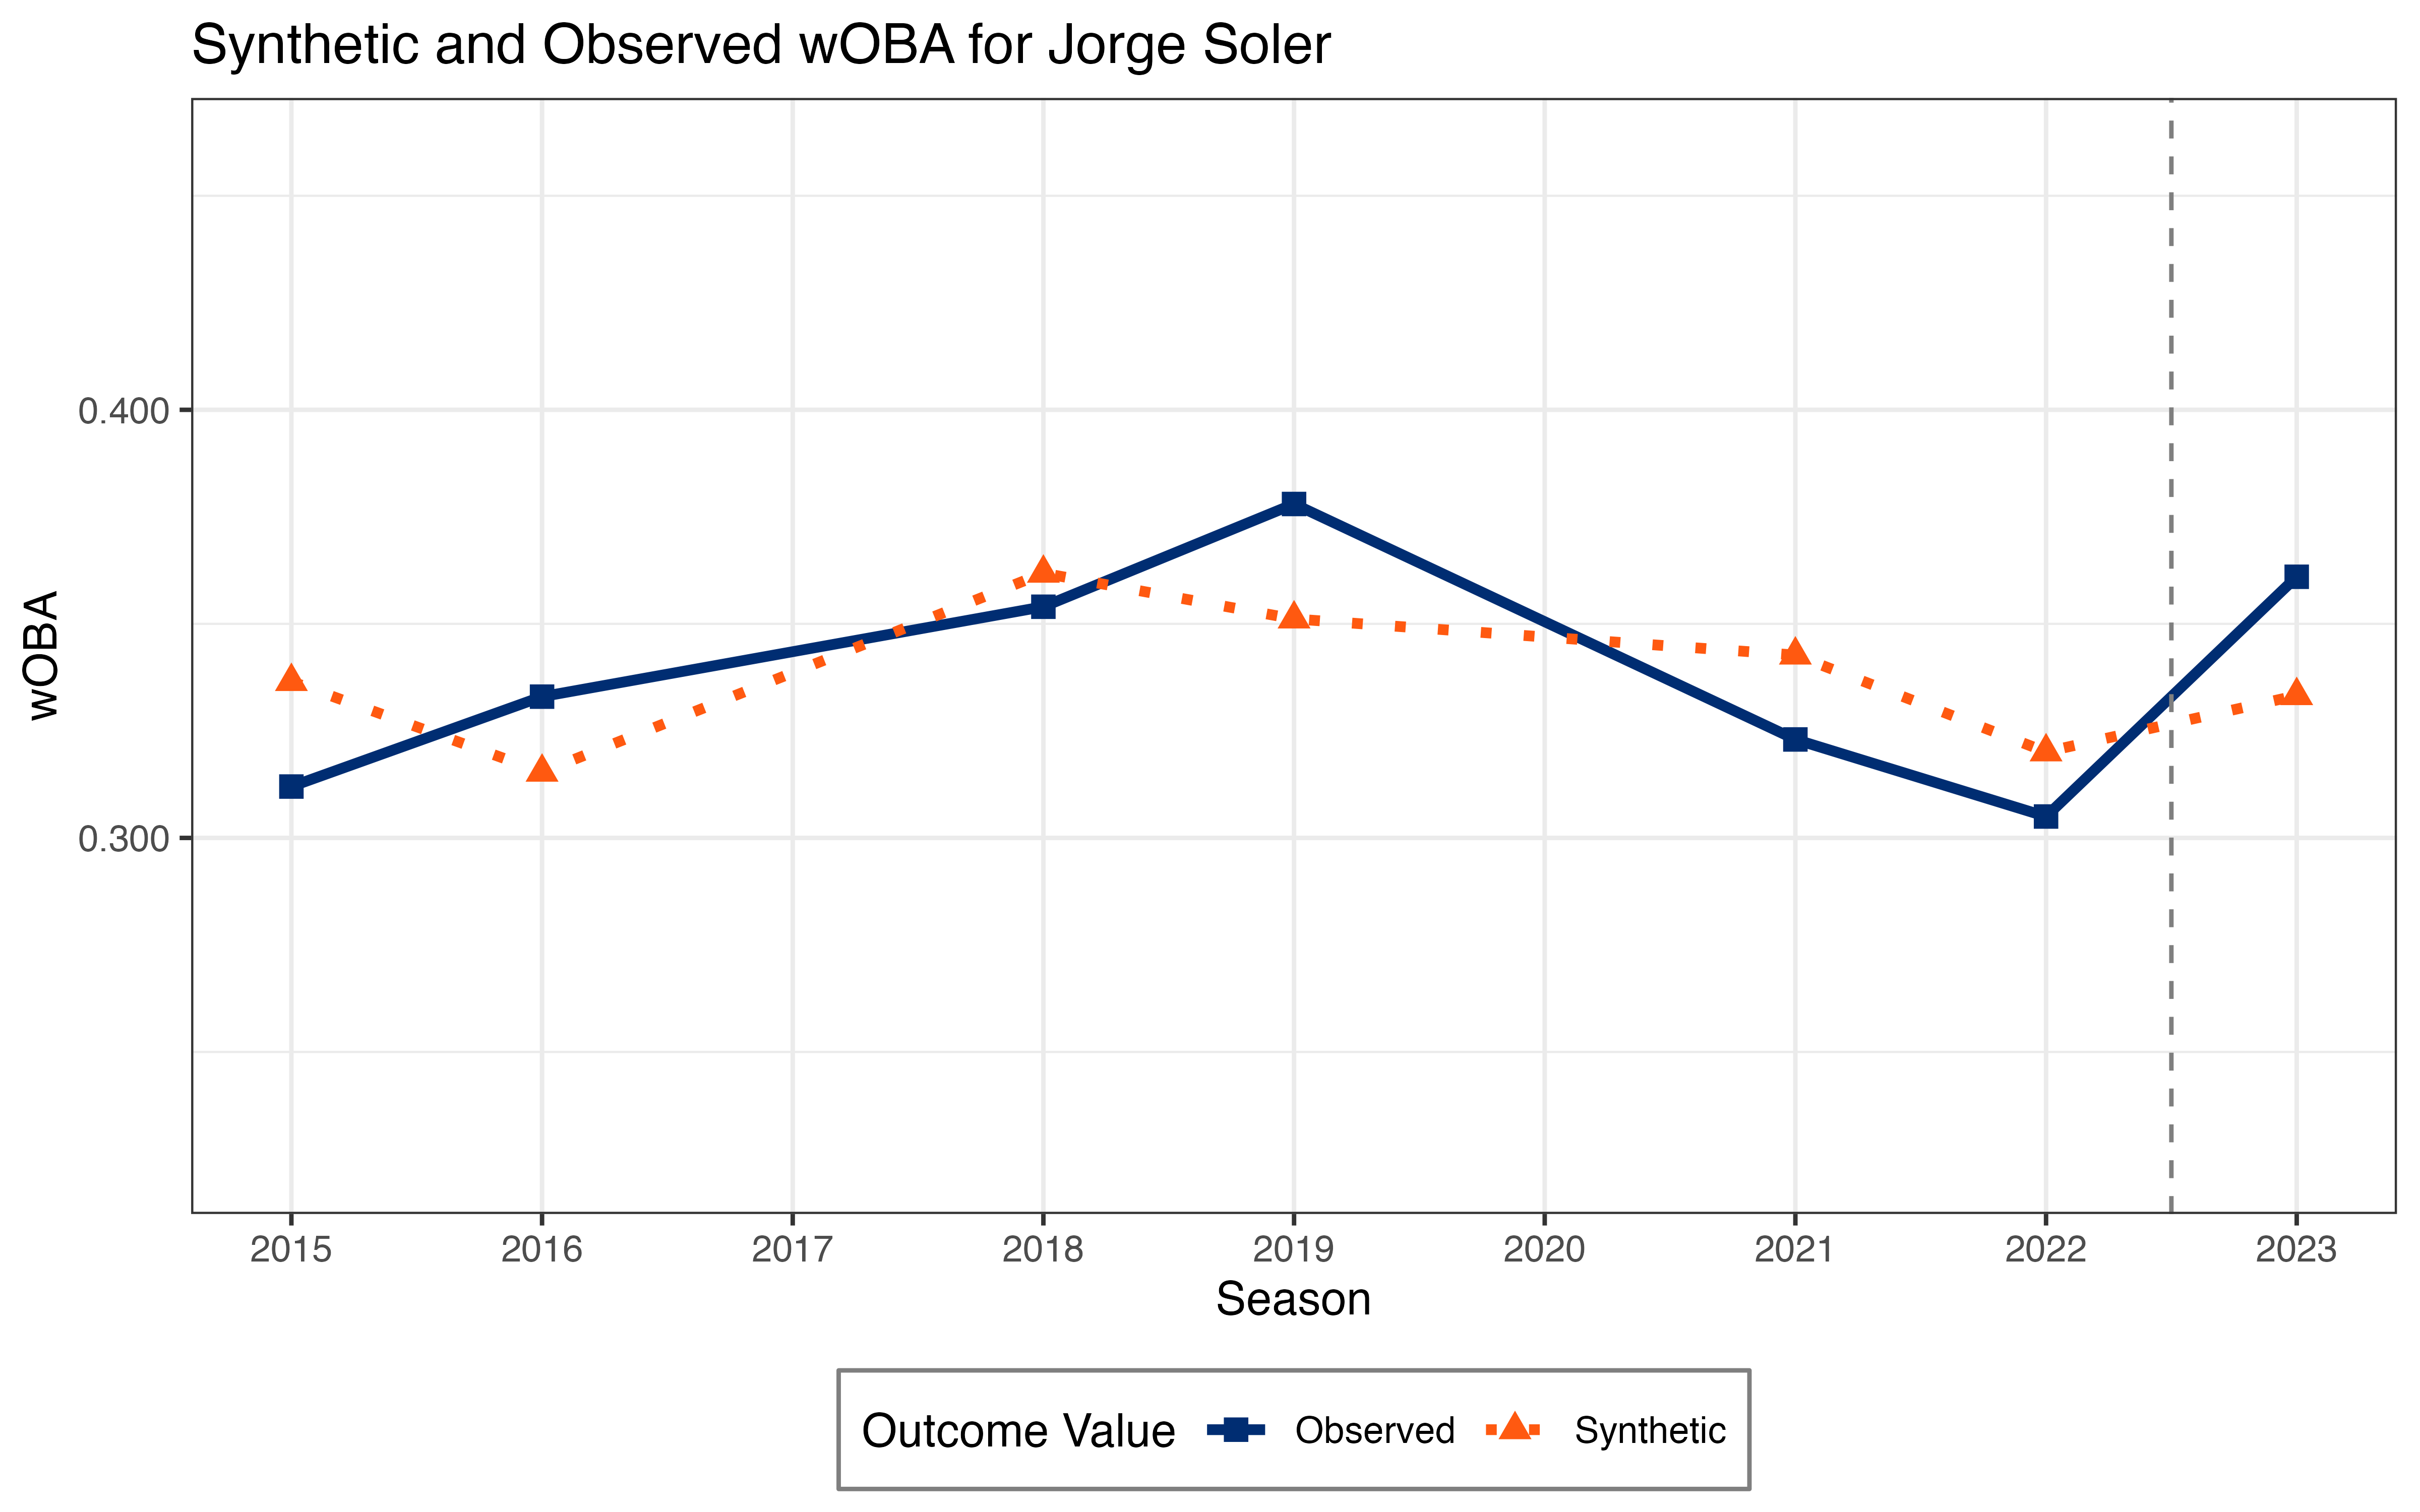 Synthetic and Observed wOBA for Jorge Soler
wOBA
0.400
0.300
2015 2016 2017 2018 2019 2020 2021 2022 2023
Season
Outcome Value Observed Synthetic